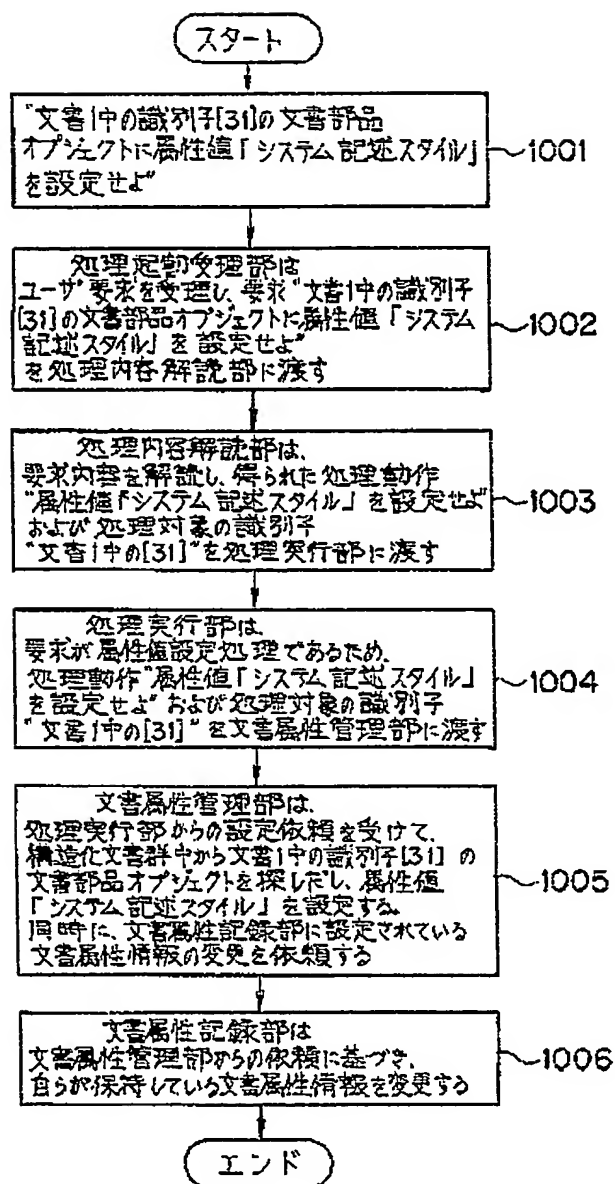 スタート
"文書1中の識別子[31]の文書部品
オブジェクトに属性値「システム記述スタイル」
を設定せよ"
1001
処理起動受理部は
ユーザ要求を受理し、要求"文書1中の識別子
[31]の文書部品オブジェクトに属性値「システム
記述スタイル」を設定せよ"
を処理内容解読部に渡す
1002
処理内容解読部は、
要求内容を解読し、得られた処理動作
"属性値「システム記述スタイル」を設定せよ"
および処理対象の識別子
"文書1中の[31]"を処理実行部に渡す
1003
処理実行部は、
要求が属性値設定処理であるため、
処理動作"属性値「システム記述スタイル」
を設定せよ"および処理対象の識別子
"文書1中の[31]"を文書属性管理部に渡す
1004
文書属性管理部は、
処理実行部からの設定依頼を受けて、
構造化文書群中から文書1中の識別子[31]の
文書部品オブジェクトを探しだし、属性値
「システム記述スタイル」を設定する。
同時に、文書属性記録部に設定されている
文書属性情報の変更を依頼する
1005
文書属性記録部は
文書属性管理部からの依頼に基づき、
自らが保持している文書属性情報を変更する
1006
エンド